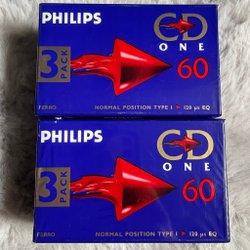 PHILIPS
CD
ONE
3 PACK
60
FERRO
NORMAL POSITION TYPE I ▶ 120 µs EQ
PHILIPS
CD
ONE
3 PACK
60
FERRO
NORMAL POSITION TYPE I ▶ 120 µs EQ